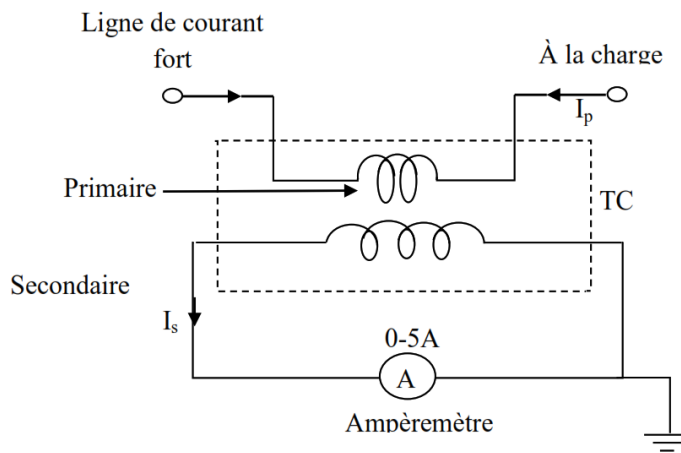 Ligne de courant
fort
À la charge
Ip
Primaire
TC
Secondaire
Is
0-5A
A
Ampèremètre